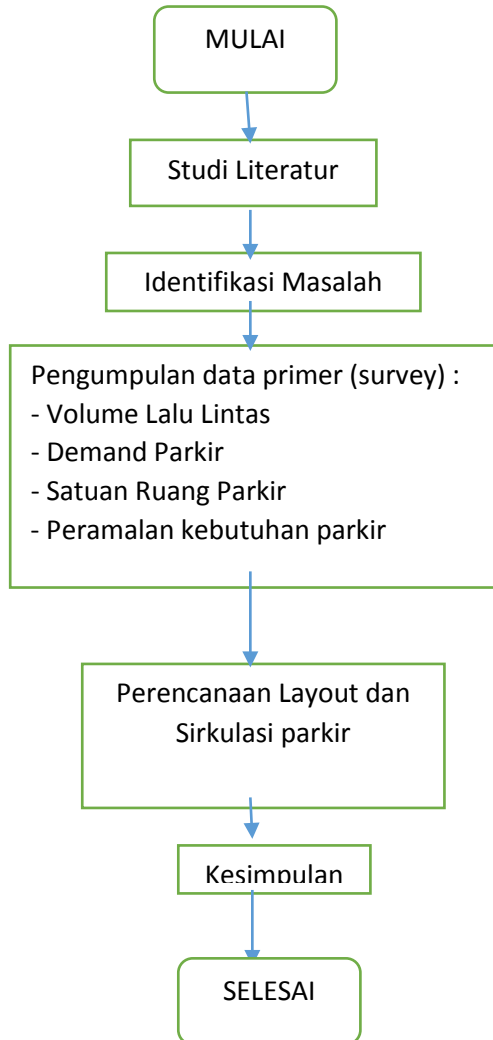 MULAI
Studi Literatur
Identifikasi Masalah
Pengumpulan data primer (survey) :
- Volume Lalu Lintas
- Demand Parkir
- Satuan Ruang Parkir
- Peramalan kebutuhan parkir
Perencanaan Layout dan
Sirkulasi parkir
Kesimpulan
SELESAI